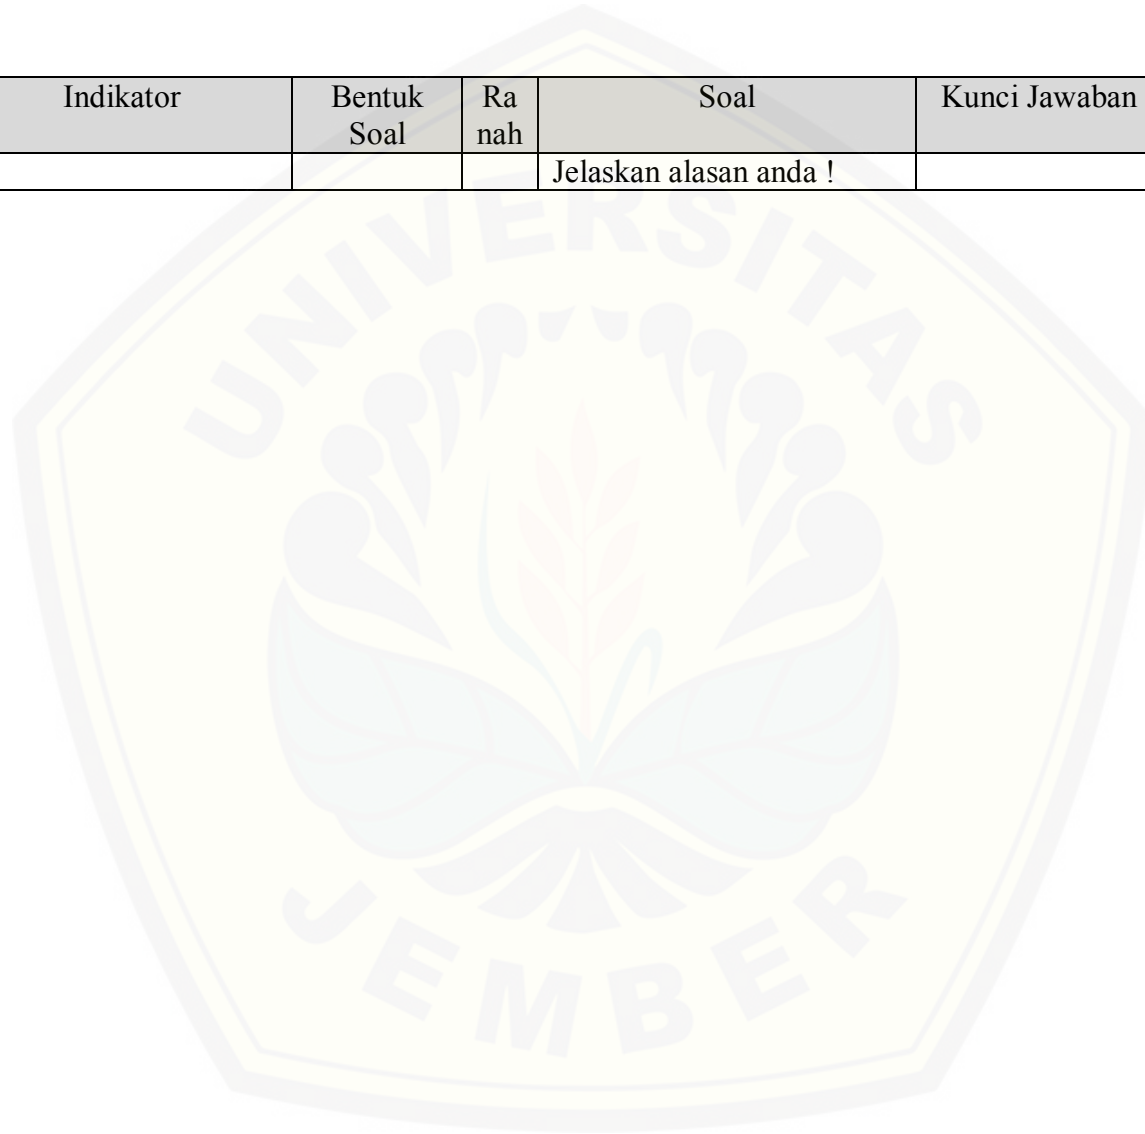 Indikator Bentuk Ra Soal Kunci Jawaban
Soal nah
Jelaskan alasan anda !
UNIVERSITAS
JEMBER